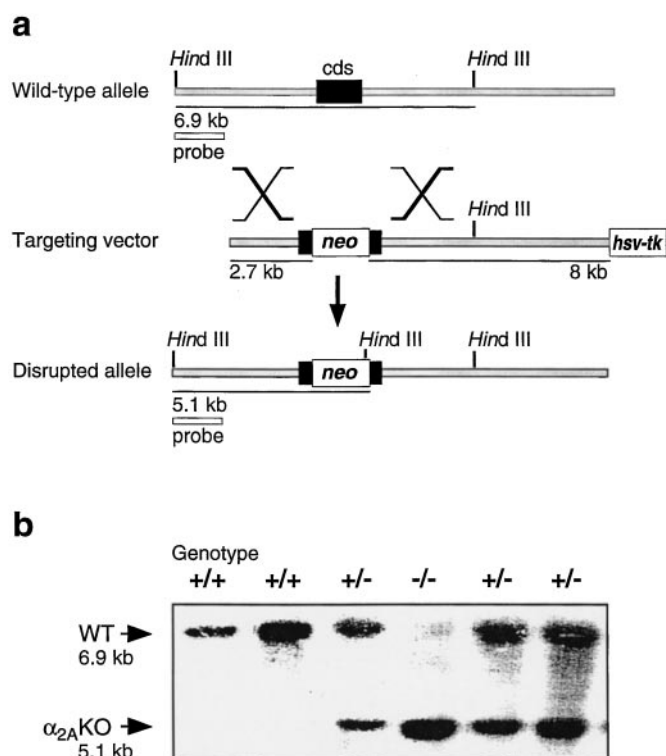 a
Hind III cds Hind III
Wild-type allele
6.9 kb
probe
Hind III
Targeting vector neo hsv-tk
2.7 kb 8 kb
Hind III Hind III Hind III
Disrupted allele neo
5.1 kb
probe
b
Genotype
+/+ +/+ +/- -/- +/- +/-
WT
6.9 kb
α2AKO
5.1 kb